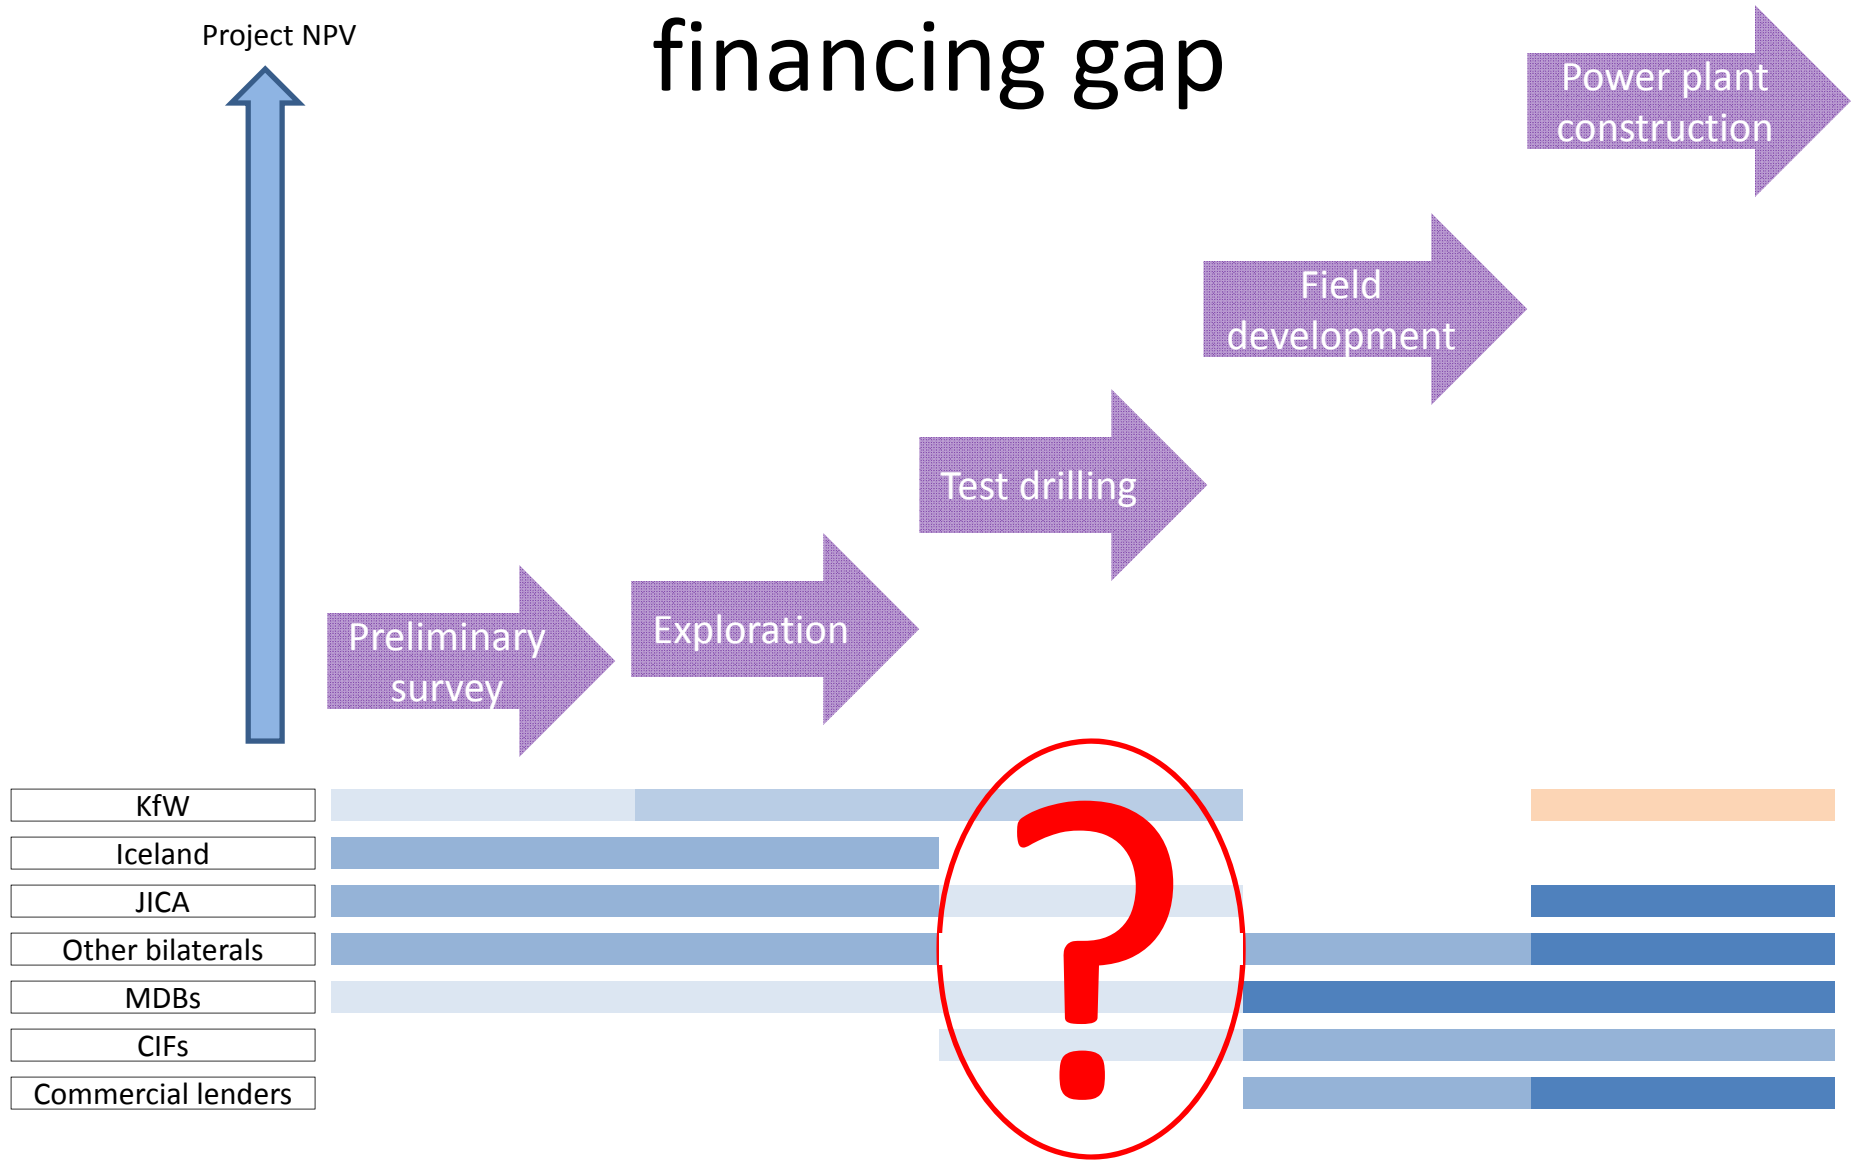 financing gap
Project NPV
Power plant
construction
Field
development
Test drilling
Exploration
Preliminary
survey
KfW
Iceland
JICA
Other bilaterals
MDBs
CIFs
Commercial lenders
?